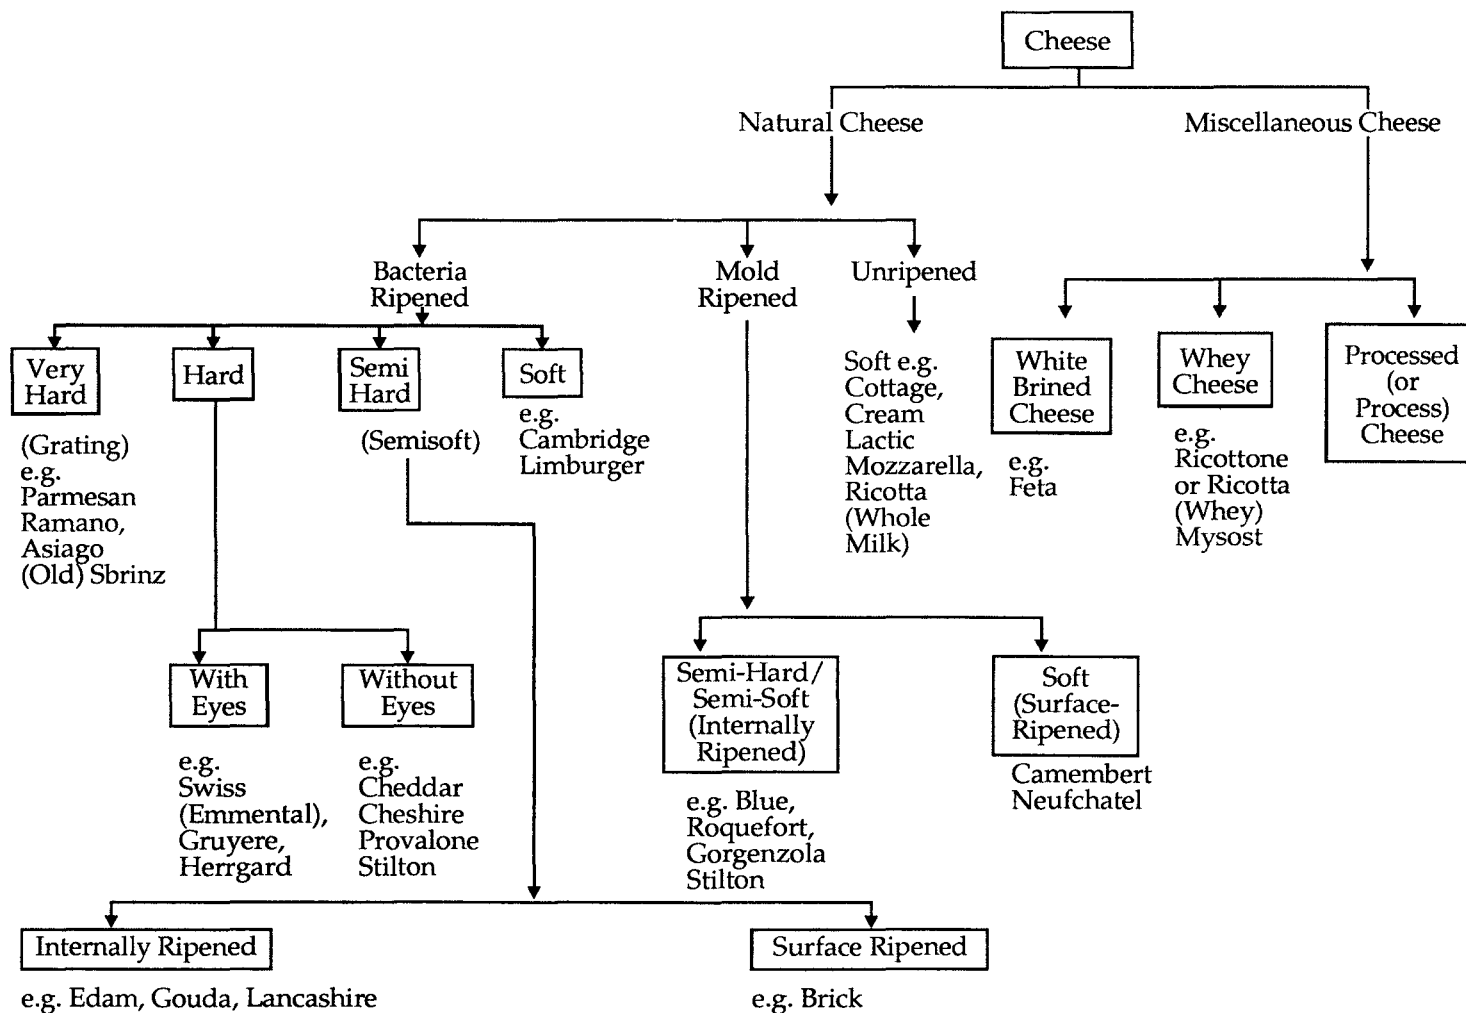 Cheese
Natural Cheese
Miscellaneous Cheese
Bacteria
Ripened
Mold
Ripened
Unripened
Very
Hard
(Grating)
e.g.
Parmesan
Ramano,
Asiago
(Old) Sbrinz
Hard
Semi
Hard
(Semisoft)
Soft
e.g.
Cambridge
Limburger
Soft e.g.
Cottage,
Cream
Lactic
Mozzarella,
Ricotta
(Whole
Milk)
White
Brined
Cheese
e.g.
Feta
Whey
Cheese
e.g.
Ricottone
or Ricotta
(Whey)
Mysost
Processed
(or
Process)
Cheese
With
Eyes
e.g.
Swiss
(Emmental),
Gruyere,
Herrgard
Without
Eyes
e.g.
Cheddar
Cheshire
Provalone
Stilton
Semi-Hard/
Semi-Soft
(Internally
Ripened)
e.g. Blue,
Roquefort,
Gorgenzola
Stilton
Soft
(Surface-
Ripened)
Camembert
Neufchatel
Internally Ripened
e.g. Edam, Gouda, Lancashire
Surface Ripened
e.g. Brick